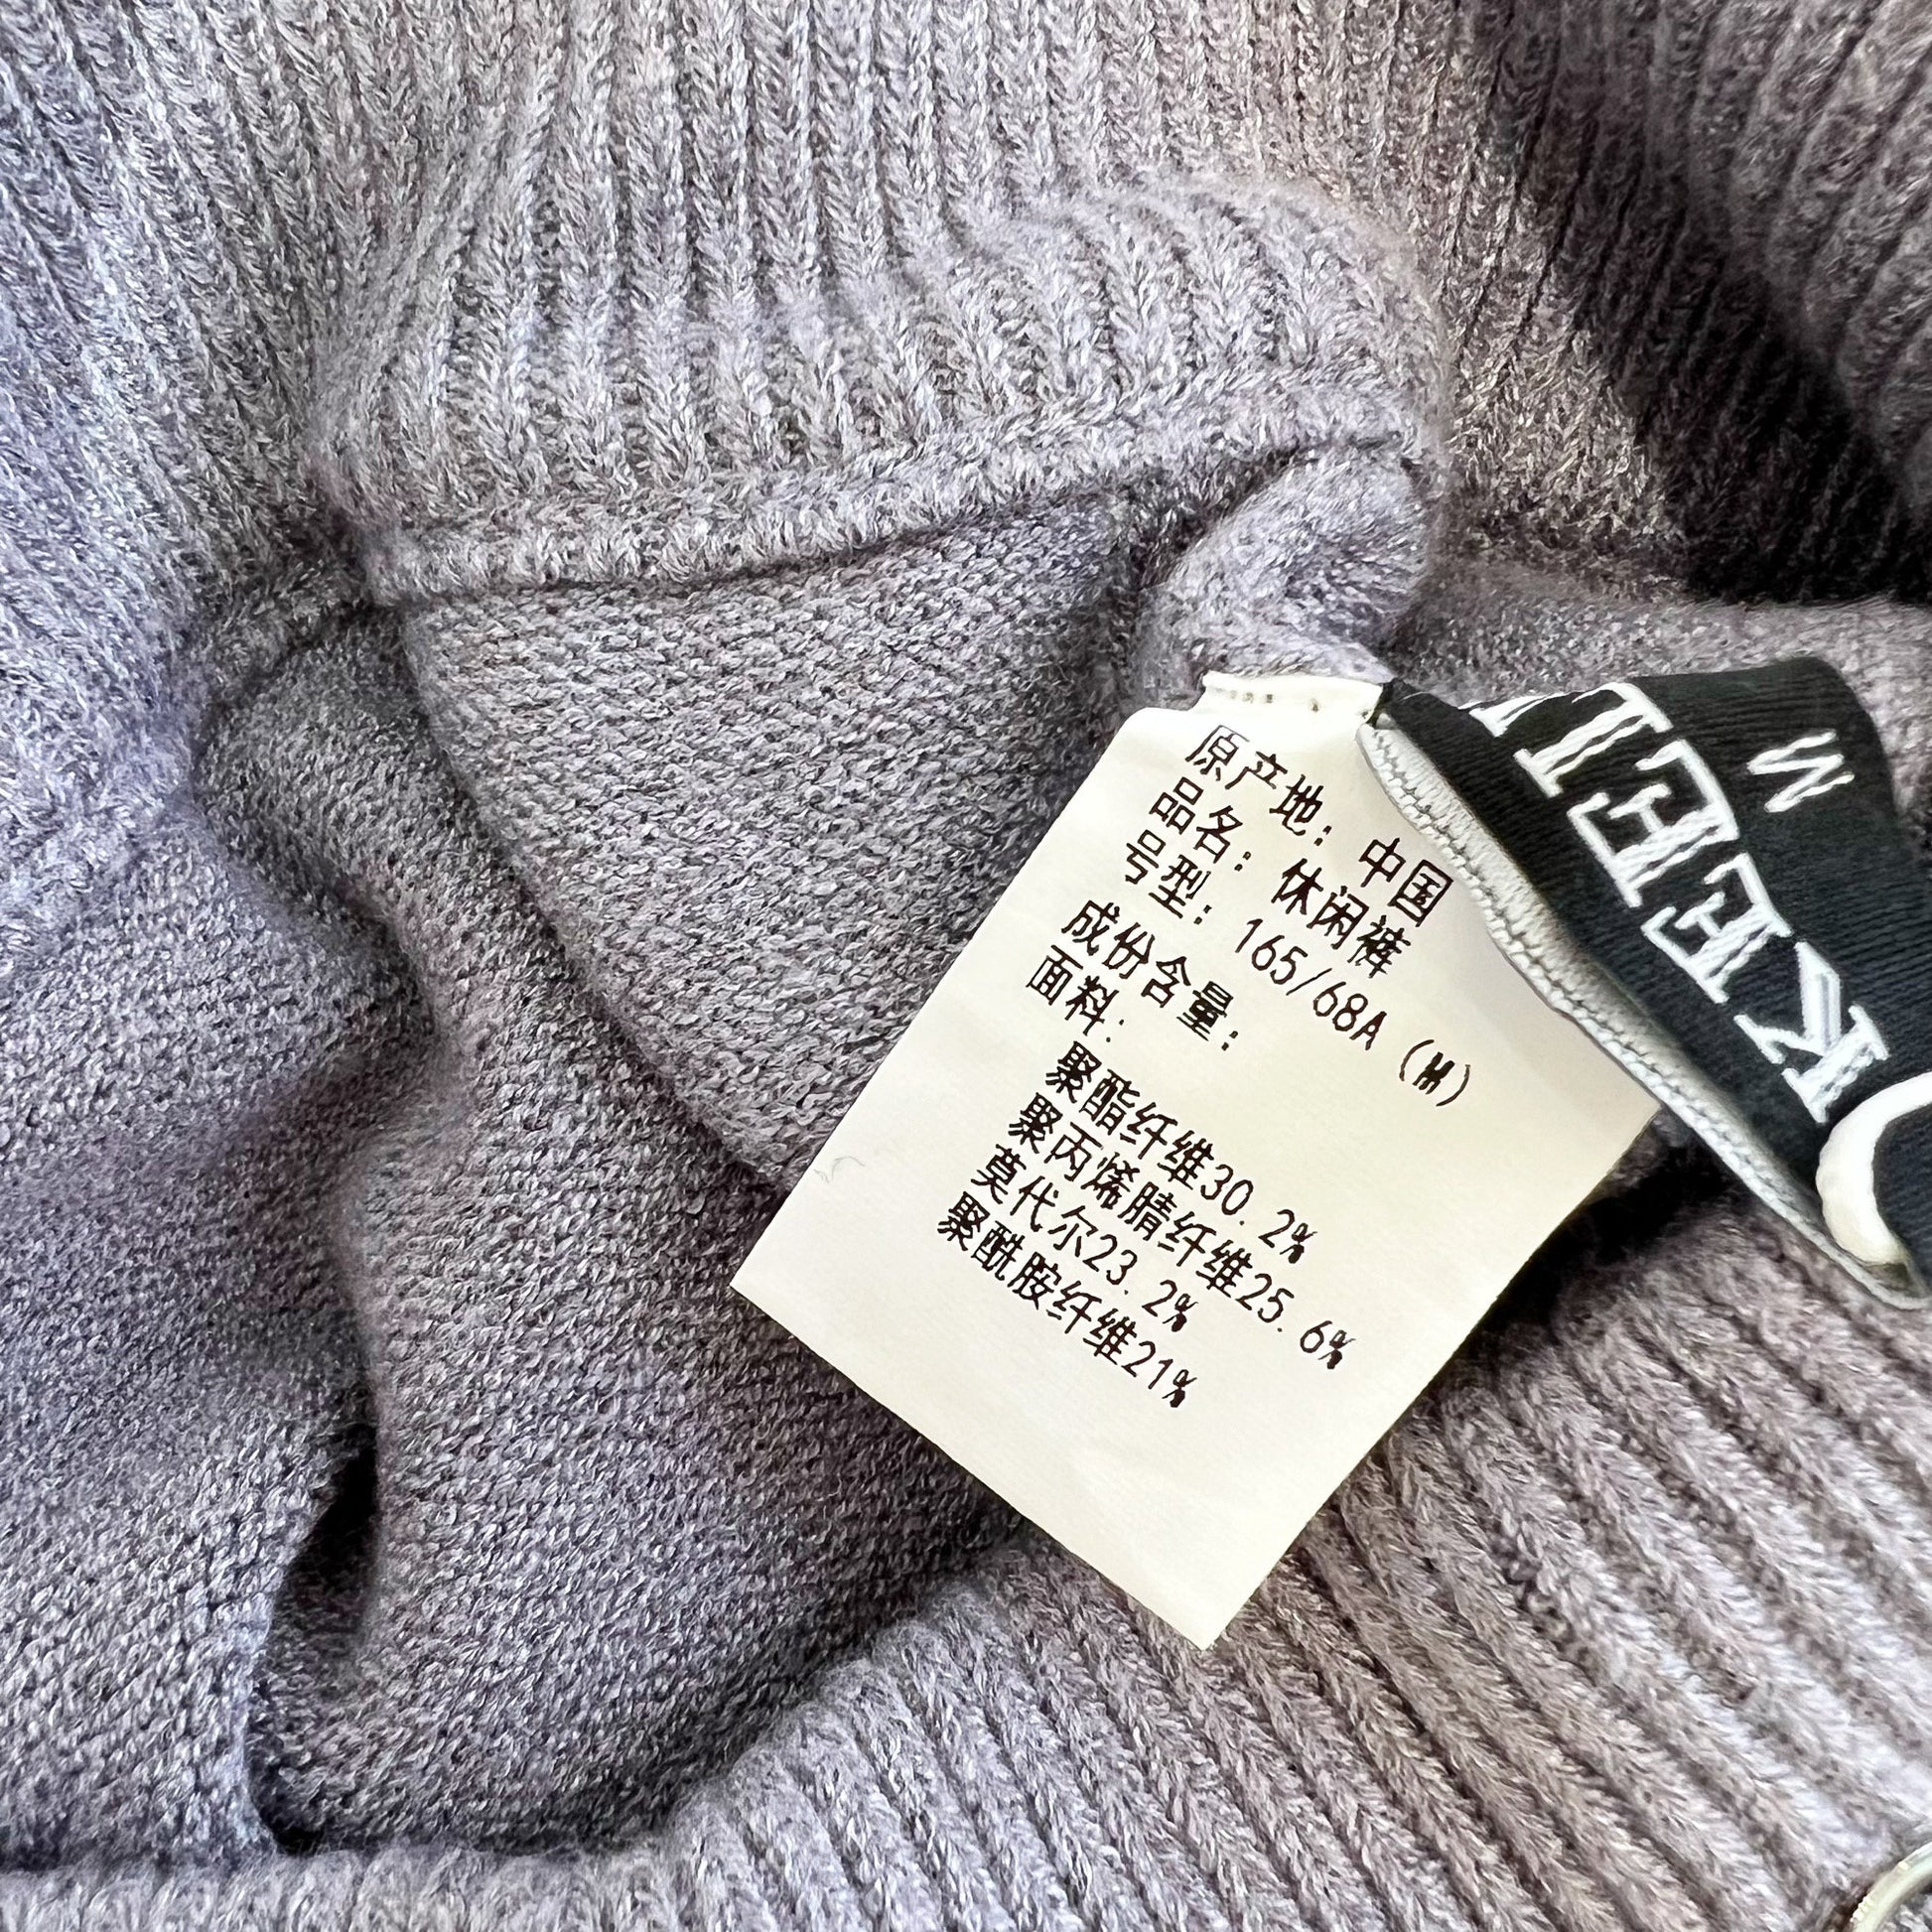 原产地：中国
品名：休闲裤
号型：165/68A (M)
成份含量：
面料：
聚酯纤维30.2%
聚丙烯腈纤维25.6%
莫代尔23.2%
聚酰胺纤维21%
M